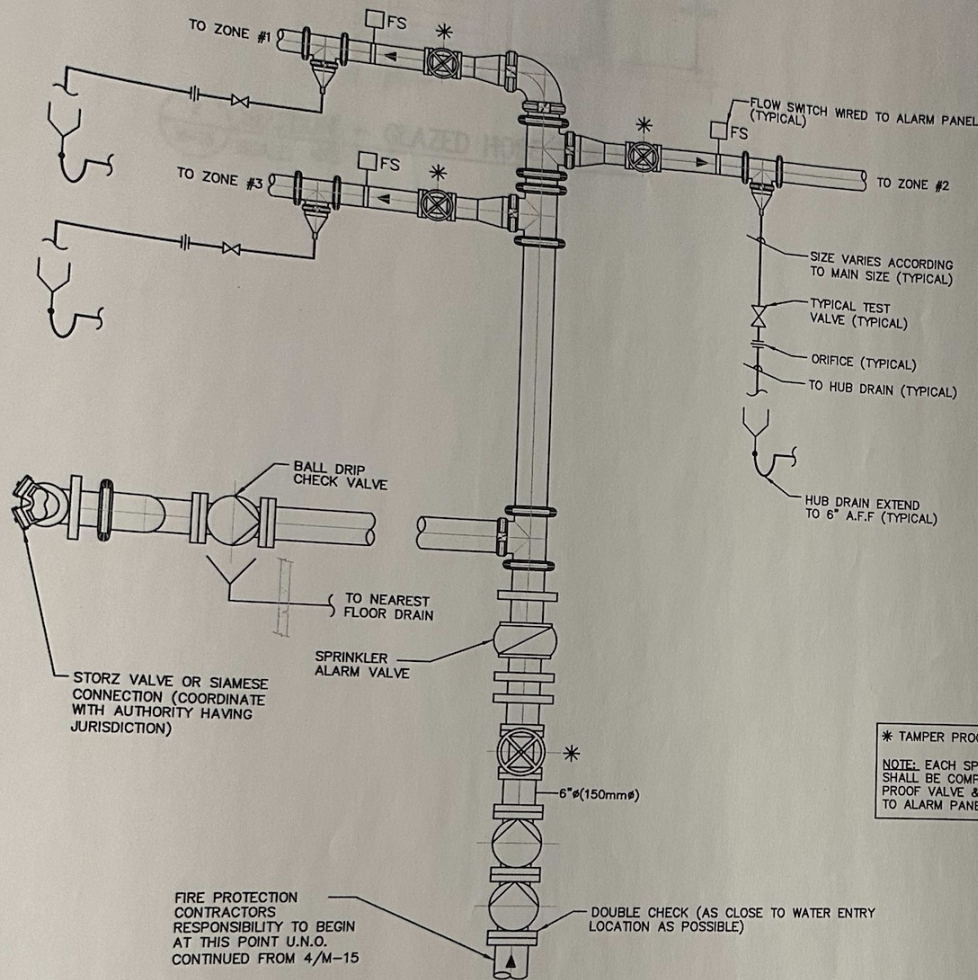 TO ZONE #1
FS
*
FLOW SWITCH WIRED TO ALARM PANEL
(TYPICAL)
*
FS
TO ZONE #2
TO ZONE #3
FS
*
SIZE VARIES ACCORDING
TO MAIN SIZE (TYPICAL)
TYPICAL TEST
VALVE (TYPICAL)
ORIFICE (TYPICAL)
TO HUB DRAIN (TYPICAL)
HUB DRAIN EXTEND
TO 6" A.F.F (TYPICAL)
BALL DRIP
CHECK VALVE
TO NEAREST
FLOOR DRAIN
SPRINKLER
ALARM VALVE
STORZ VALVE OR SIAMESE
CONNECTION (COORDINATE
WITH AUTHORITY HAVING
JURISDICTION)
*
6"ø(150mmø)
* TAMPER
NOTE: EACH
SHALL BE
PROOF VALVE &
TO ALARM
FIRE PROTECTION
CONTRACTORS
RESPONSIBILITY TO BEGIN
AT THIS POINT U.N.O.
CONTINUED FROM 4/M-15
DOUBLE CHECK (AS CLOSE TO WATER ENTRY
LOCATION AS POSSIBLE)